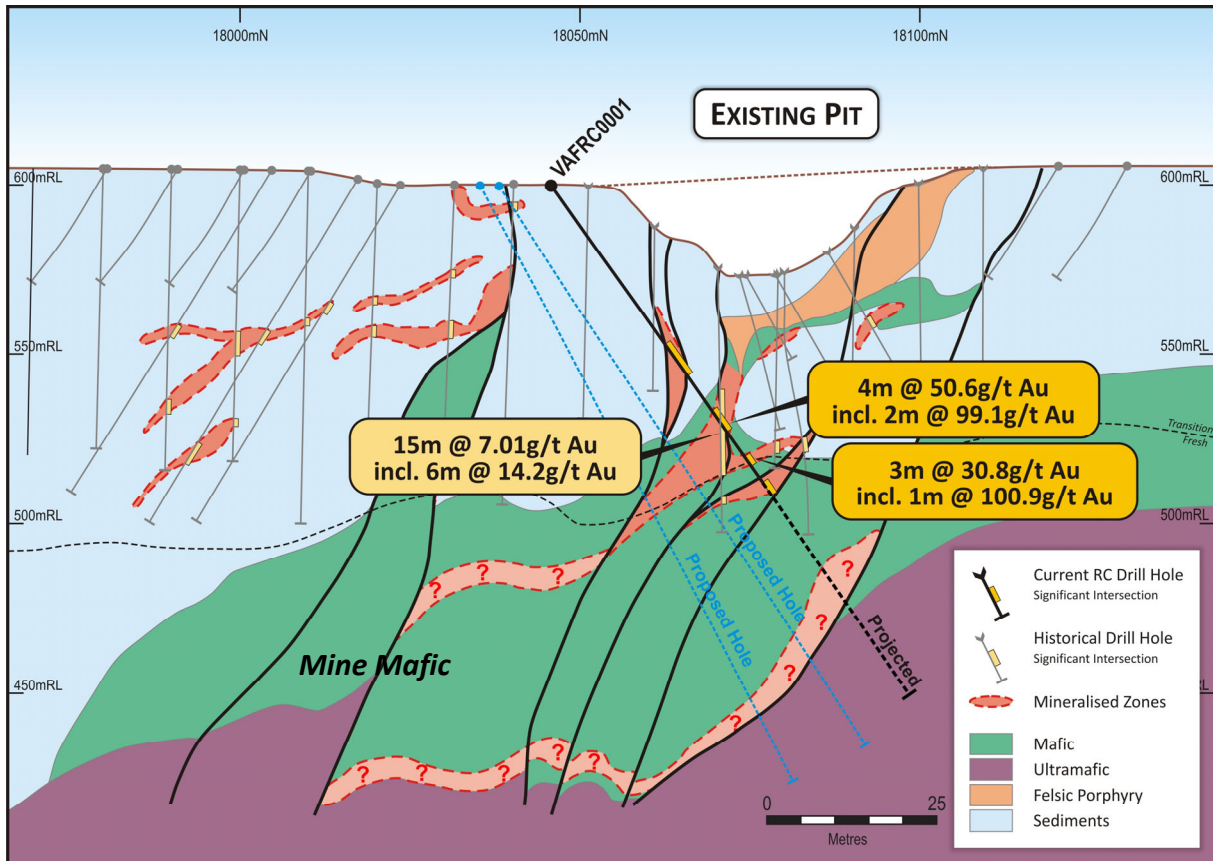 18000mN
18050mN
18100mN
EXISTING PIT
VAFRC0001
600mRL
600mRL
550mRL
550mRL
4m @ 50.6g/t Au
incl. 2m @ 99.1g/t Au
15m @ 7.01g/t Au
incl. 6m @ 14.2g/t Au
3m @ 30.8g/t Au
incl. 1m @ 100.9g/t Au
Transition
Fresh
500mRL
500mRL
Proposed Hole
Proposed Hole
Projected
? ? ? ?
? ? ? ?
? ? ? ? ? ?
Mine Mafic
450mRL
Current RC Drill Hole
Significant Intersection
Historical Drill Hole
Significant Intersection
Mineralised Zones
Mafic
Ultramafic
Felsic Porphyry
Sediments
0 25
Metres